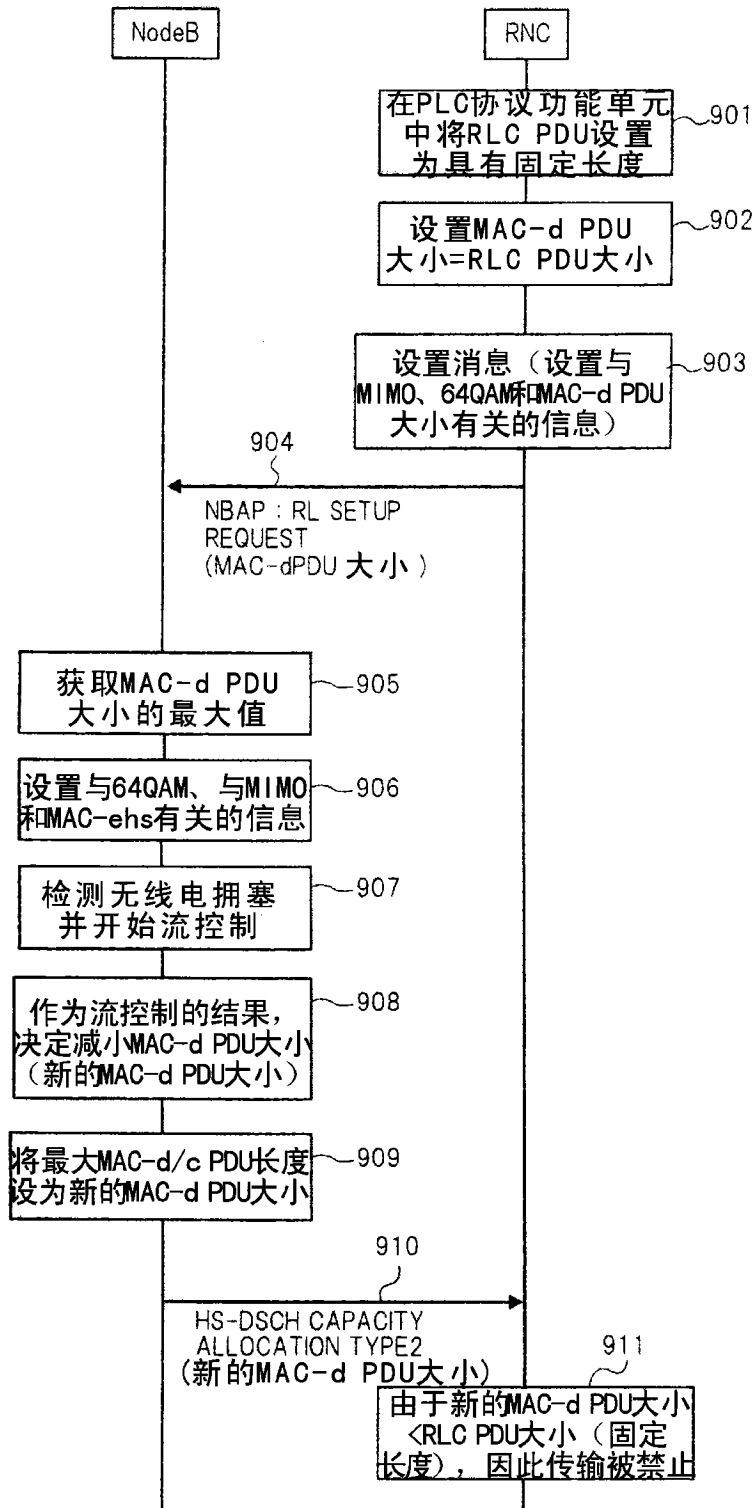 NodeB
RNC
在PLC协议功能单元
中将RLC PDU设置
为具有固定长度
901
设置MAC-d PDU
大小=RLC PDU大小
902
设置消息（设置与
MIMO、64QAM和MAC-d PDU
大小有关的信息）
903
904
NBAP : RL SETUP
REQUEST
(MAC-dPDU 大小 )
获取MAC-d PDU
大小的最大值
905
设置与64QAM、与MIMO
和MAC-ehs有关的信息
906
检测无线电拥塞
并开始流控制
907
作为流控制的结果，
决定减小MAC-d PDU大小
（新的MAC-d PDU大小）
908
将最大MAC-d/c PDU长度
设为新的MAC-d PDU大小
909
910
HS-DSCH CAPACITY
ALLOCATION TYPE2
(新的MAC-d PDU大小)
911
由于新的MAC-d PDU大小
<RLC PDU大小（固定
长度），因此传输被禁止